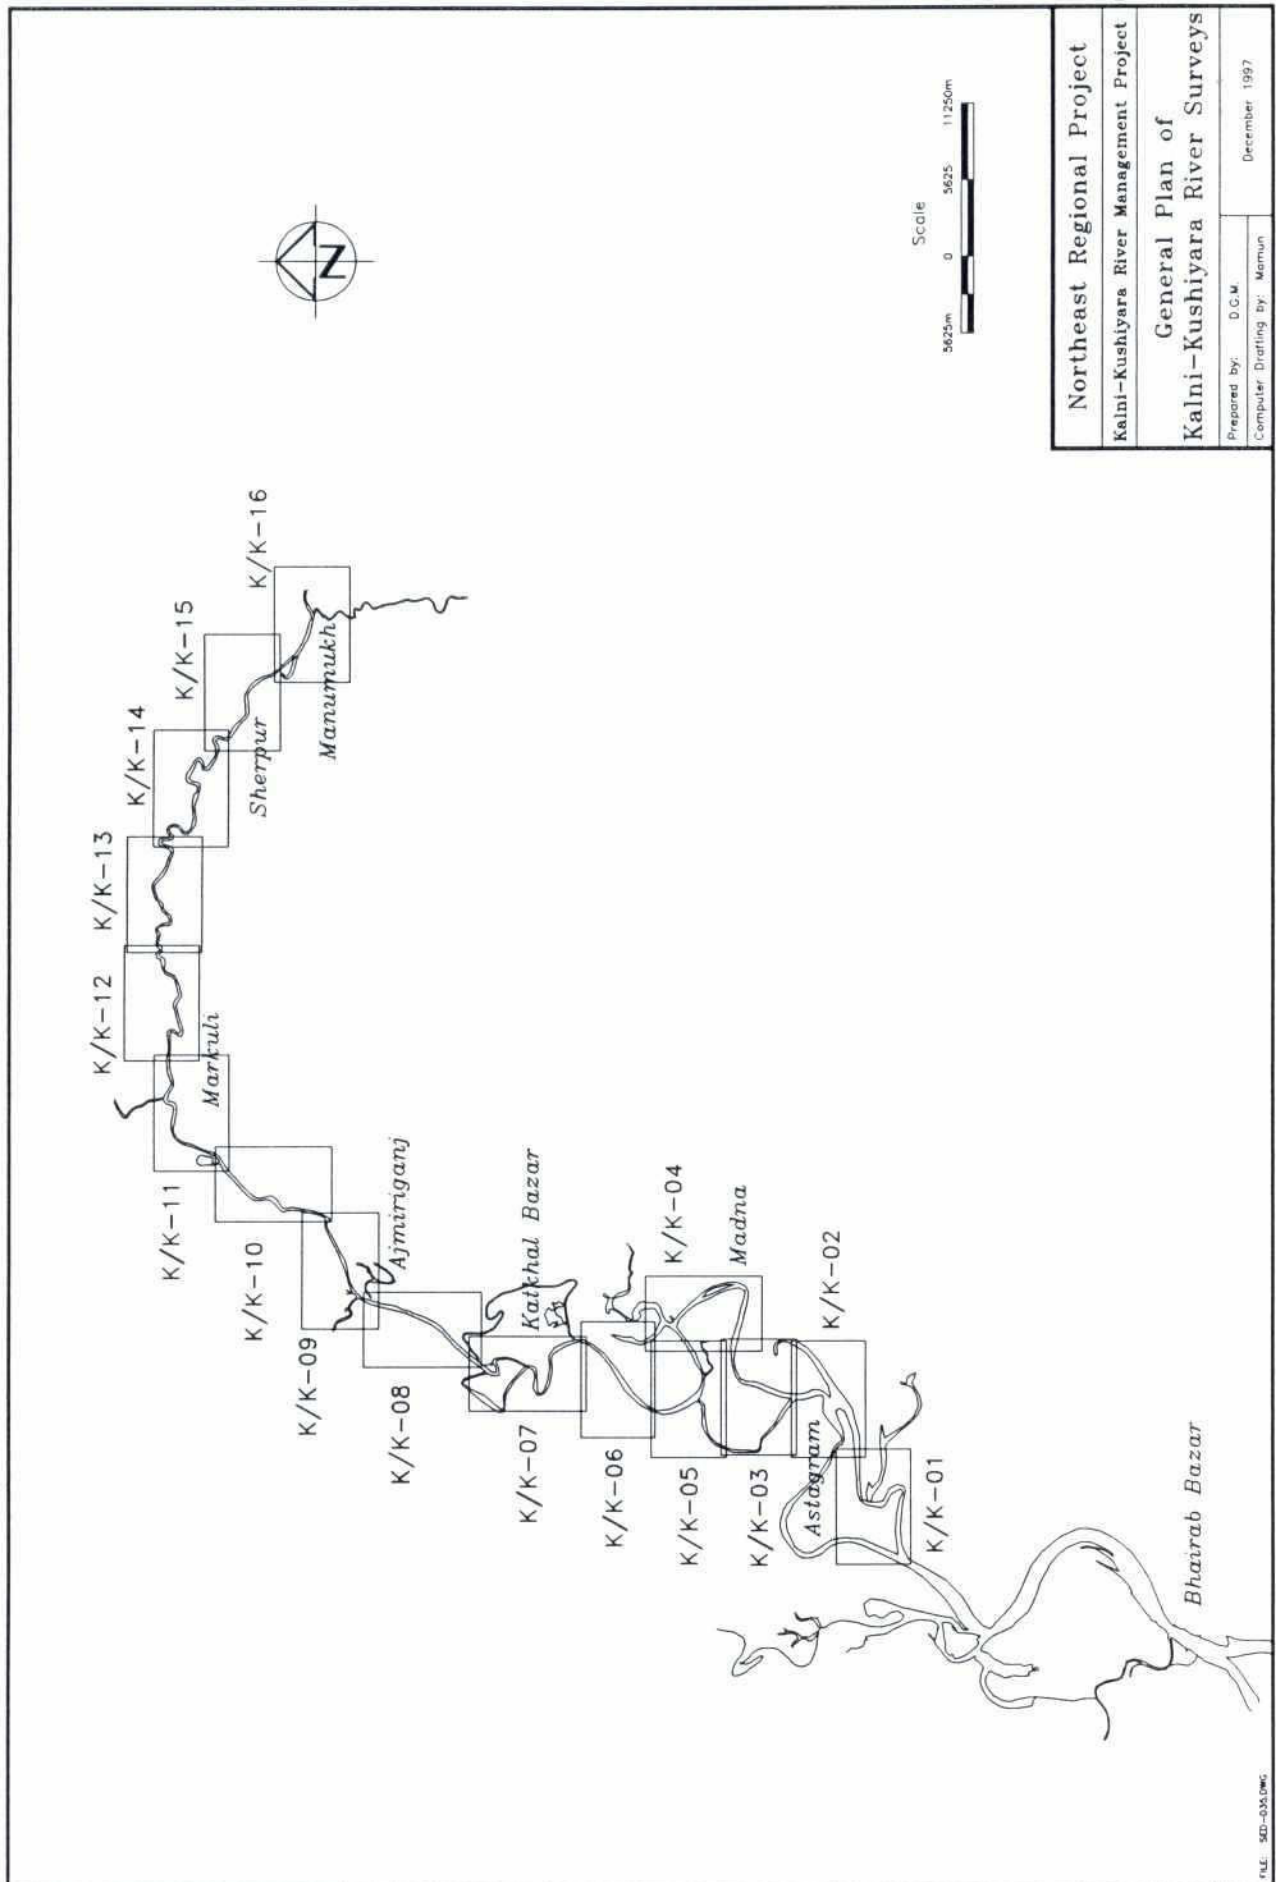 K/K-16
K/K-15
K/K-14
Manumukh
Sherpur
K/K-13
K/K-12
Markuli
K/K-11
K/K-10
Ajmiriganj
K/K-09
Katkhal Bazar
K/K-08
K/K-04
Madna
K/K-07
K/K-02
K/K-06
K/K-05
K/K-03
Astagram
K/K-01
Bhairab Bazar
N
Scale
5625m 0 5625 11250m
Northeast Regional Project
Kalni-Kushiyara River Management Project
General Plan of
Kalni-Kushiyara River Surveys
Prepared by: D.G.M.
Computer Drafting by: Mamun
December 1997
FILE: SED-035.DWG